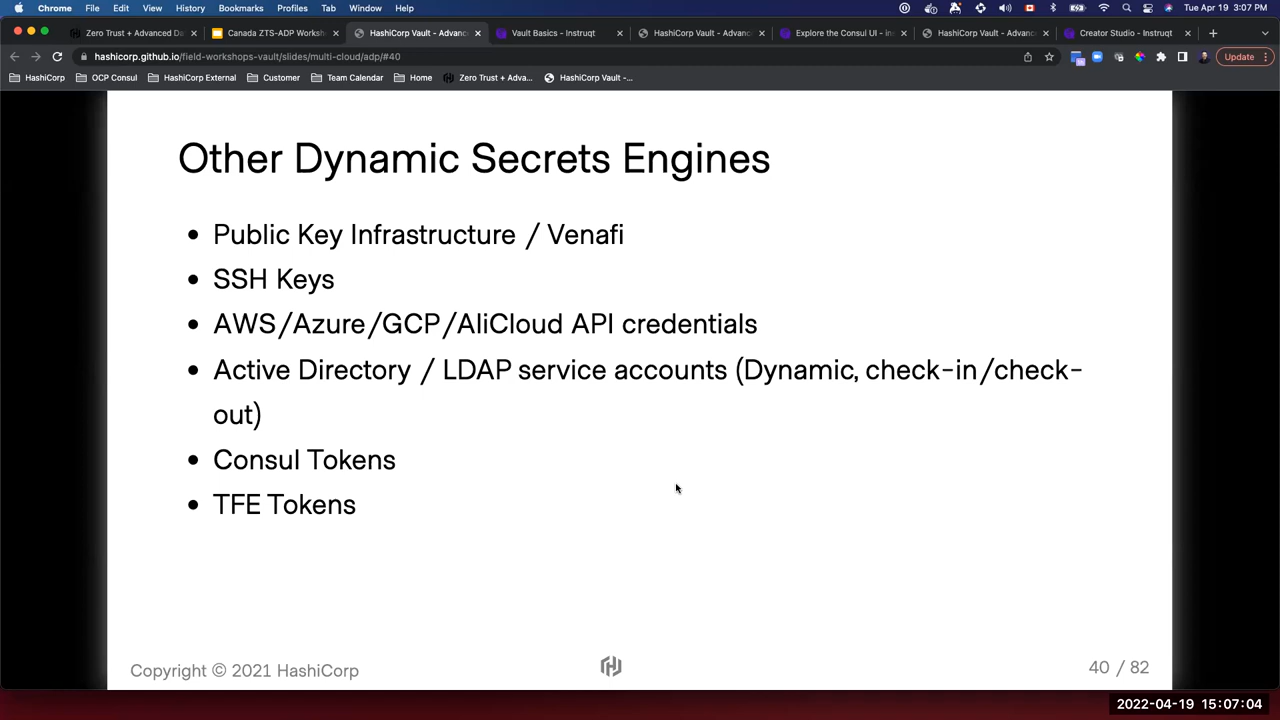 Chrome File Edit View History Bookmarks Profiles Tab Window Help Tue Apr 19 3:07 PM
Zero Trust + Advanced Da Canada ZTS-ADP Worksh HashiCorp Vault - Advanc Vault Basics - Instruqt HashiCorp Vault - Advanc Explore the Consul UI - in HashiCorp Vault - Advanc Creator Studio - Instruqt
hashicorp.github.io/field-workshops-vault/slides/multi-cloud/adp/#40 Update
HashiCorp OCP Consul HashiCorp External Customer Team Calendar Home Zero Trust + Adva... HashiCorp Vault -...
Other Dynamic Secrets Engines
• Public Key Infrastructure / Venafi
• SSH Keys
• AWS/Azure/GCP/AliCloud API credentials
• Active Directory / LDAP service accounts (Dynamic, check-in/check-
out)
• Consul Tokens
• TFE Tokens
Copyright © 2021 HashiCorp 40 / 82
2022-04-19 15:07:04